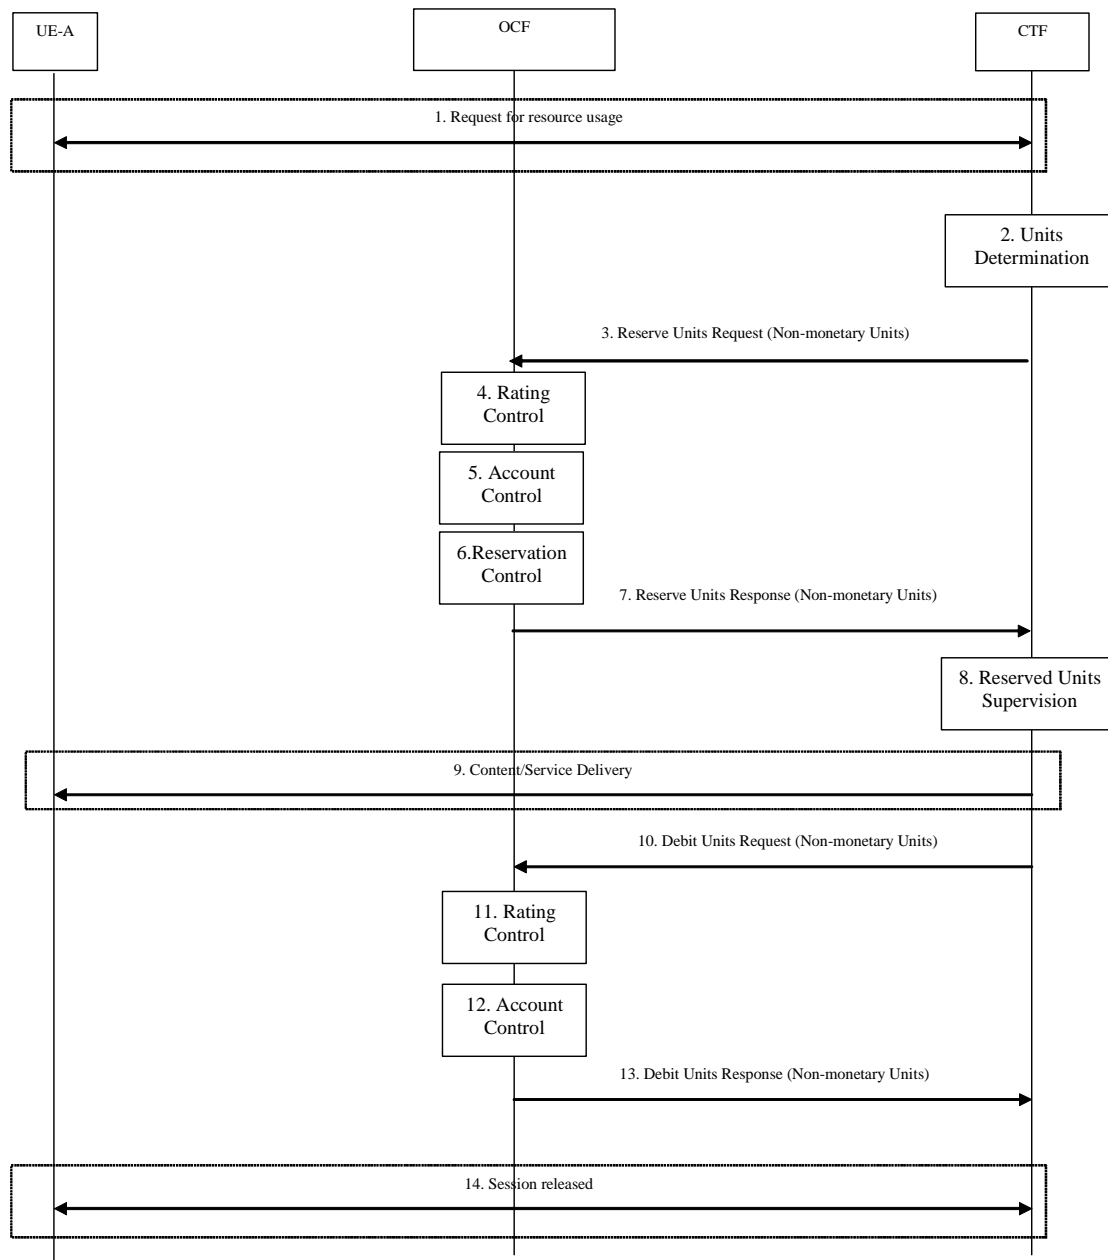 UE-A
OCF
CTF
1. Request for resource usage
2. Units
Determination
3. Reserve Units Request (Non-monetary Units)
4. Rating
Control
5. Account
Control
6.Reservation
Control
7. Reserve Units Response (Non-monetary Units)
8. Reserved Units
Supervision
9. Content/Service Delivery
10. Debit Units Request (Non-monetary Units)
11. Rating
Control
12. Account
Control
13. Debit Units Response (Non-monetary Units)
14. Session released